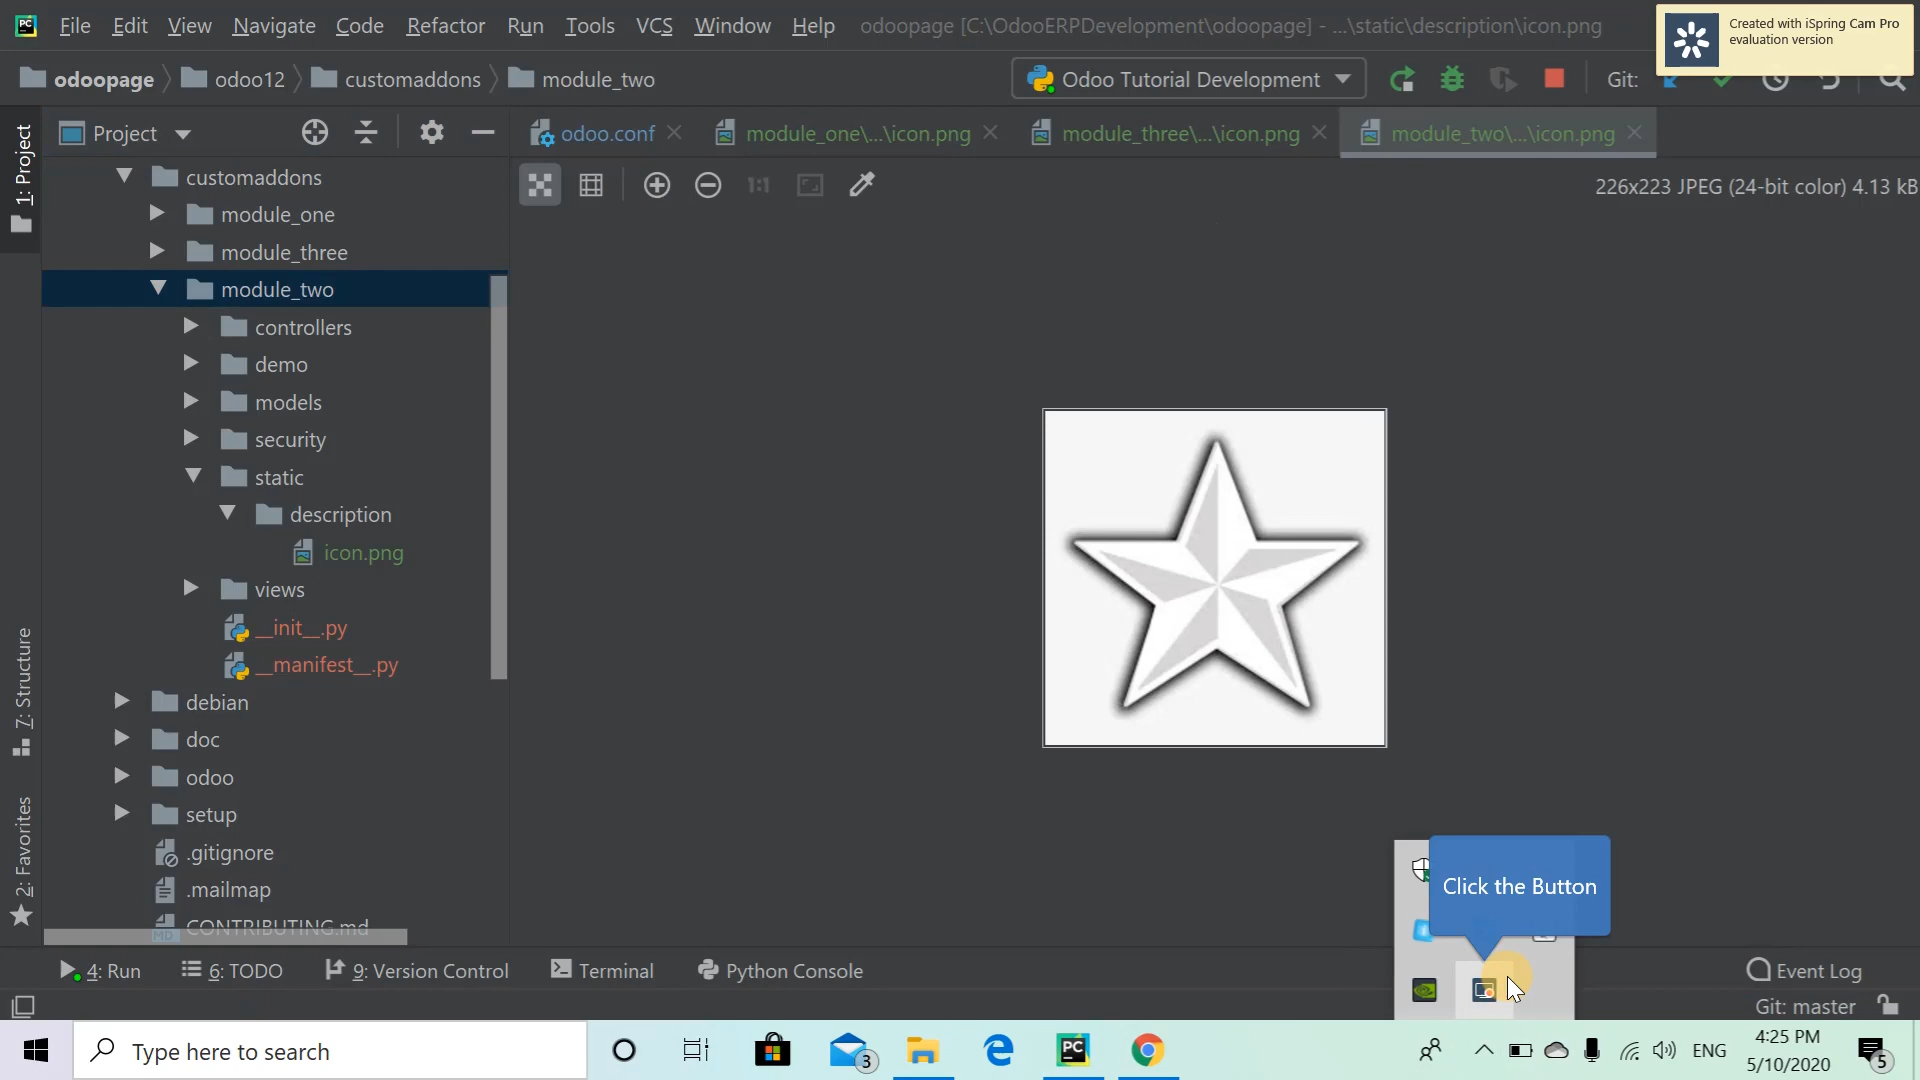 File Edit View Navigate Code Refactor Run Tools VCS Window Help odoopage [C:\OdooERPDevelopment\odoopage] - ...\static\description\icon.png
Created with iSpring Cam Pro
evaluation version
odoopage odoo12 customaddons module_two Odoo Tutorial Development Git:
1: Project
Project
odoo.conf module_one\...\icon.png module_three\...\icon.png module_two\...\icon.png
226x223 JPEG (24-bit color) 4.13 kB
customaddons
module_one
module_three
module_two
controllers
demo
models
security
static
description
icon.png
views
__init__.py
__manifest__.py
debian
doc
odoo
setup
.gitignore
.mailmap
CONTRIBUTING.md
MD
7: Structure
2: Favorites
Click the Button
4: Run 6: TODO 9: Version Control Terminal Python Console Event Log
Git: master
Type here to search
PC
3
PC
ENG
4:25 PM
5/10/2020
5